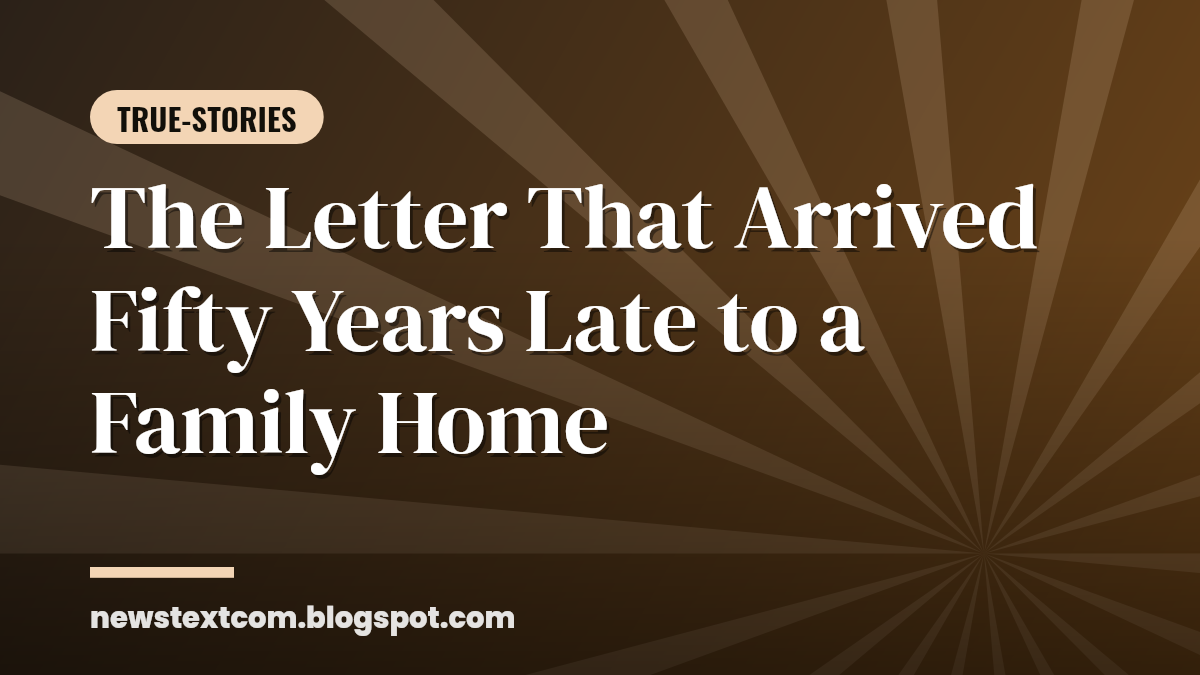 TRUE-STORIES
The Letter That Arrived
Fifty Years Late to a
Family Home
newstextcom.blogspot.com